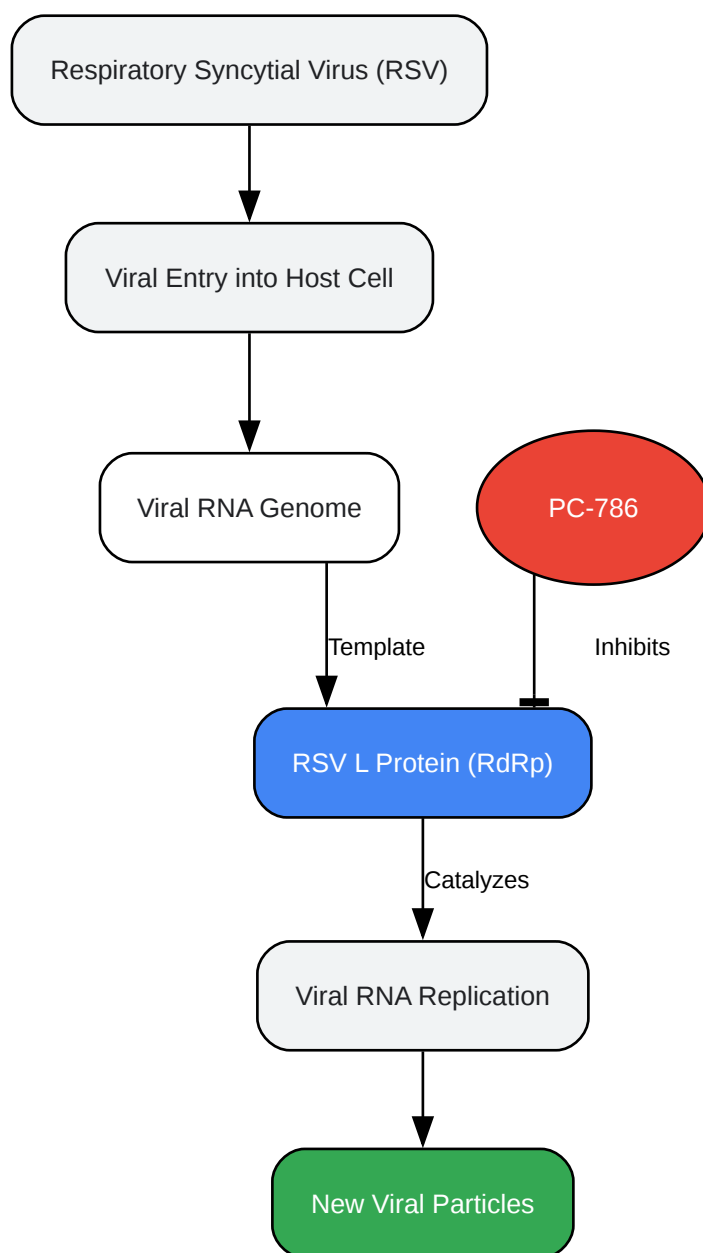 Respiratory Syncytial Virus (RSV)
Viral Entry into Host Cell
Viral RNA Genome
PC-786
Template
Inhibits
RSV L Protein (RdRp)
Catalyzes
Viral RNA Replication
New Viral Particles